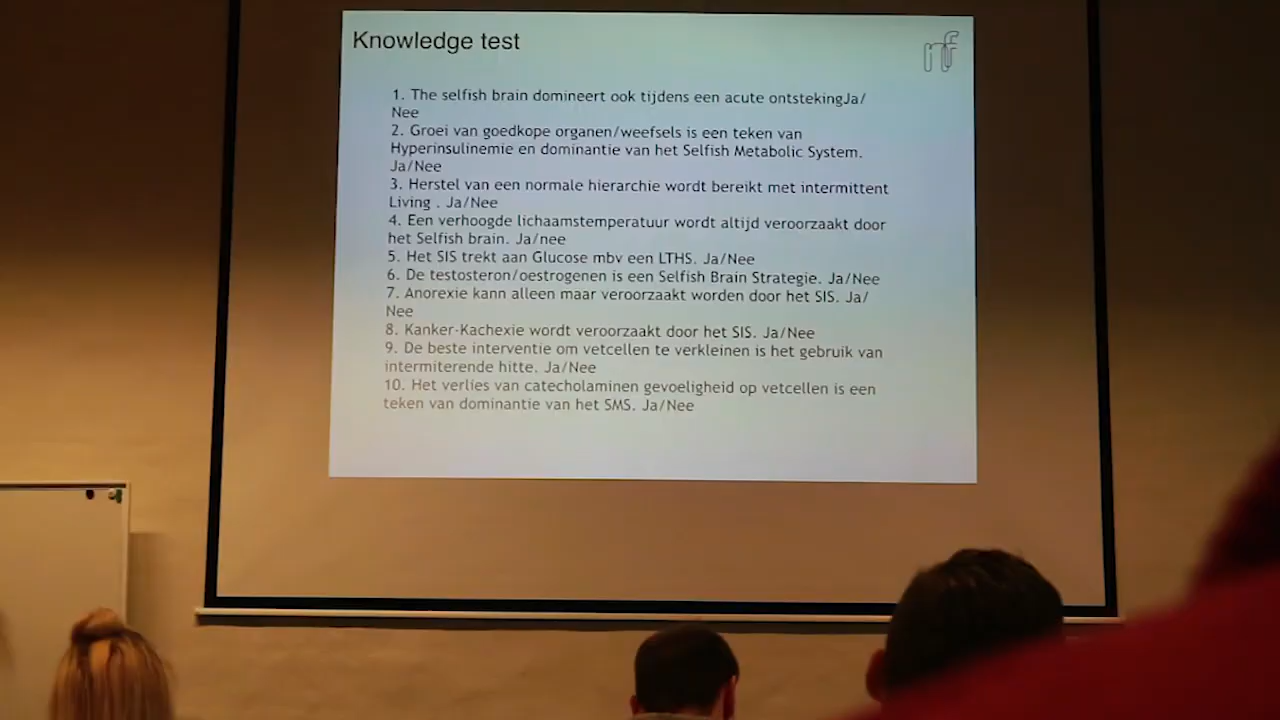 Knowledge test
nf
1. The selfish brain domineert ook tijdens een acute ontstekingJa/
Nee
2. Groei van goedkope organen/weefsels is een teken van
Hyperinsulinemie en dominantie van het Selfish Metabolic System.
Ja/Nee
3. Herstel van een normale hierarchie wordt bereikt met intermittent
Living . Ja/Nee
4. Een verhoogde lichaamstemperatuur wordt altijd veroorzaakt door
het Selfish brain. Ja/nee
5. Het SIS trekt aan Glucose mbv een LTHS. Ja/Nee
6. De testosteron/oestrogenen is een Selfish Brain Strategie. Ja/Nee
7. Anorexie kann alleen maar veroorzaakt worden door het SIS. Ja/
Nee
8. Kanker-Kachexie wordt veroorzaakt door het SIS. Ja/Nee
9. De beste interventie om vetcellen te verkleinen is het gebruik van
intermiterende hitte. Ja/Nee
10. Het verlies van catecholaminen gevoeligheid op vetcellen is een
teken van dominantie van het SMS. Ja/Nee